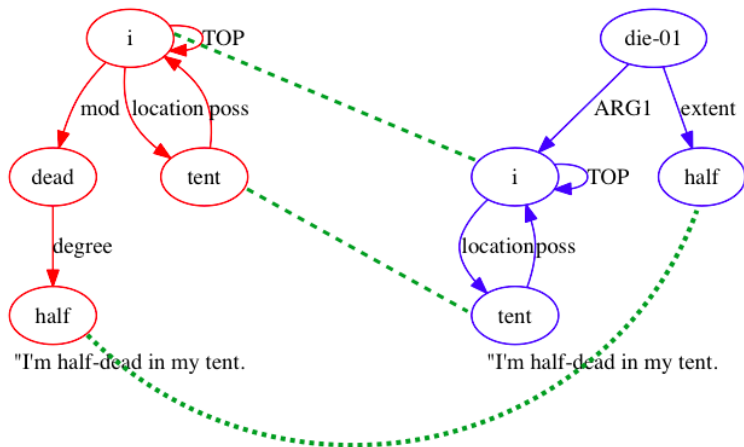 i
TOP
die-01
mod
location
poss
ARG1
extent
dead
tent
i
TOP
half
degree
location
poss
half
tent
"I'm half-dead in my tent.
"I'm half-dead in my tent.